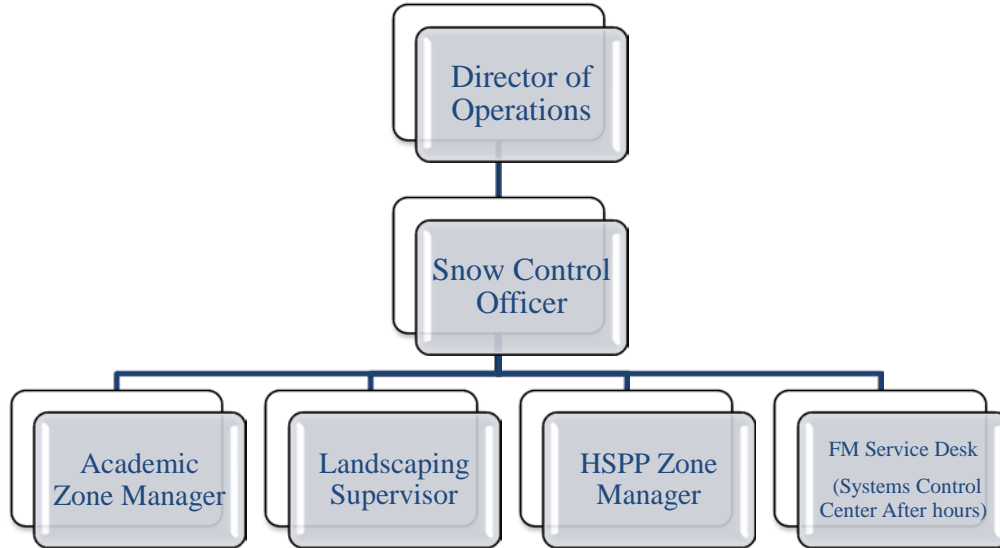 Director of
Operations
Snow Control
Officer
Academic
Zone Manager
Landscaping
Supervisor
HSPP Zone
Manager
FM Service Desk
(Systems Control
Center After hours)